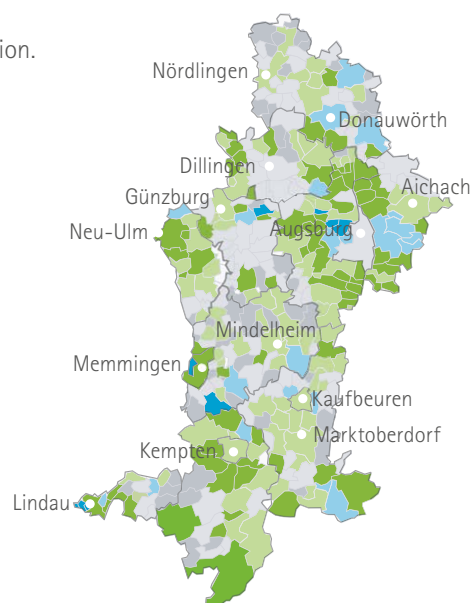 ion.
Nördlingen
Donauwörth
Dillingen
Aichach
Günzburg
Neu-Ulm
Augsburg
Mindelheim
Memmingen
Kaufbeuren
Marktoberdorf
Kempten
Lindau